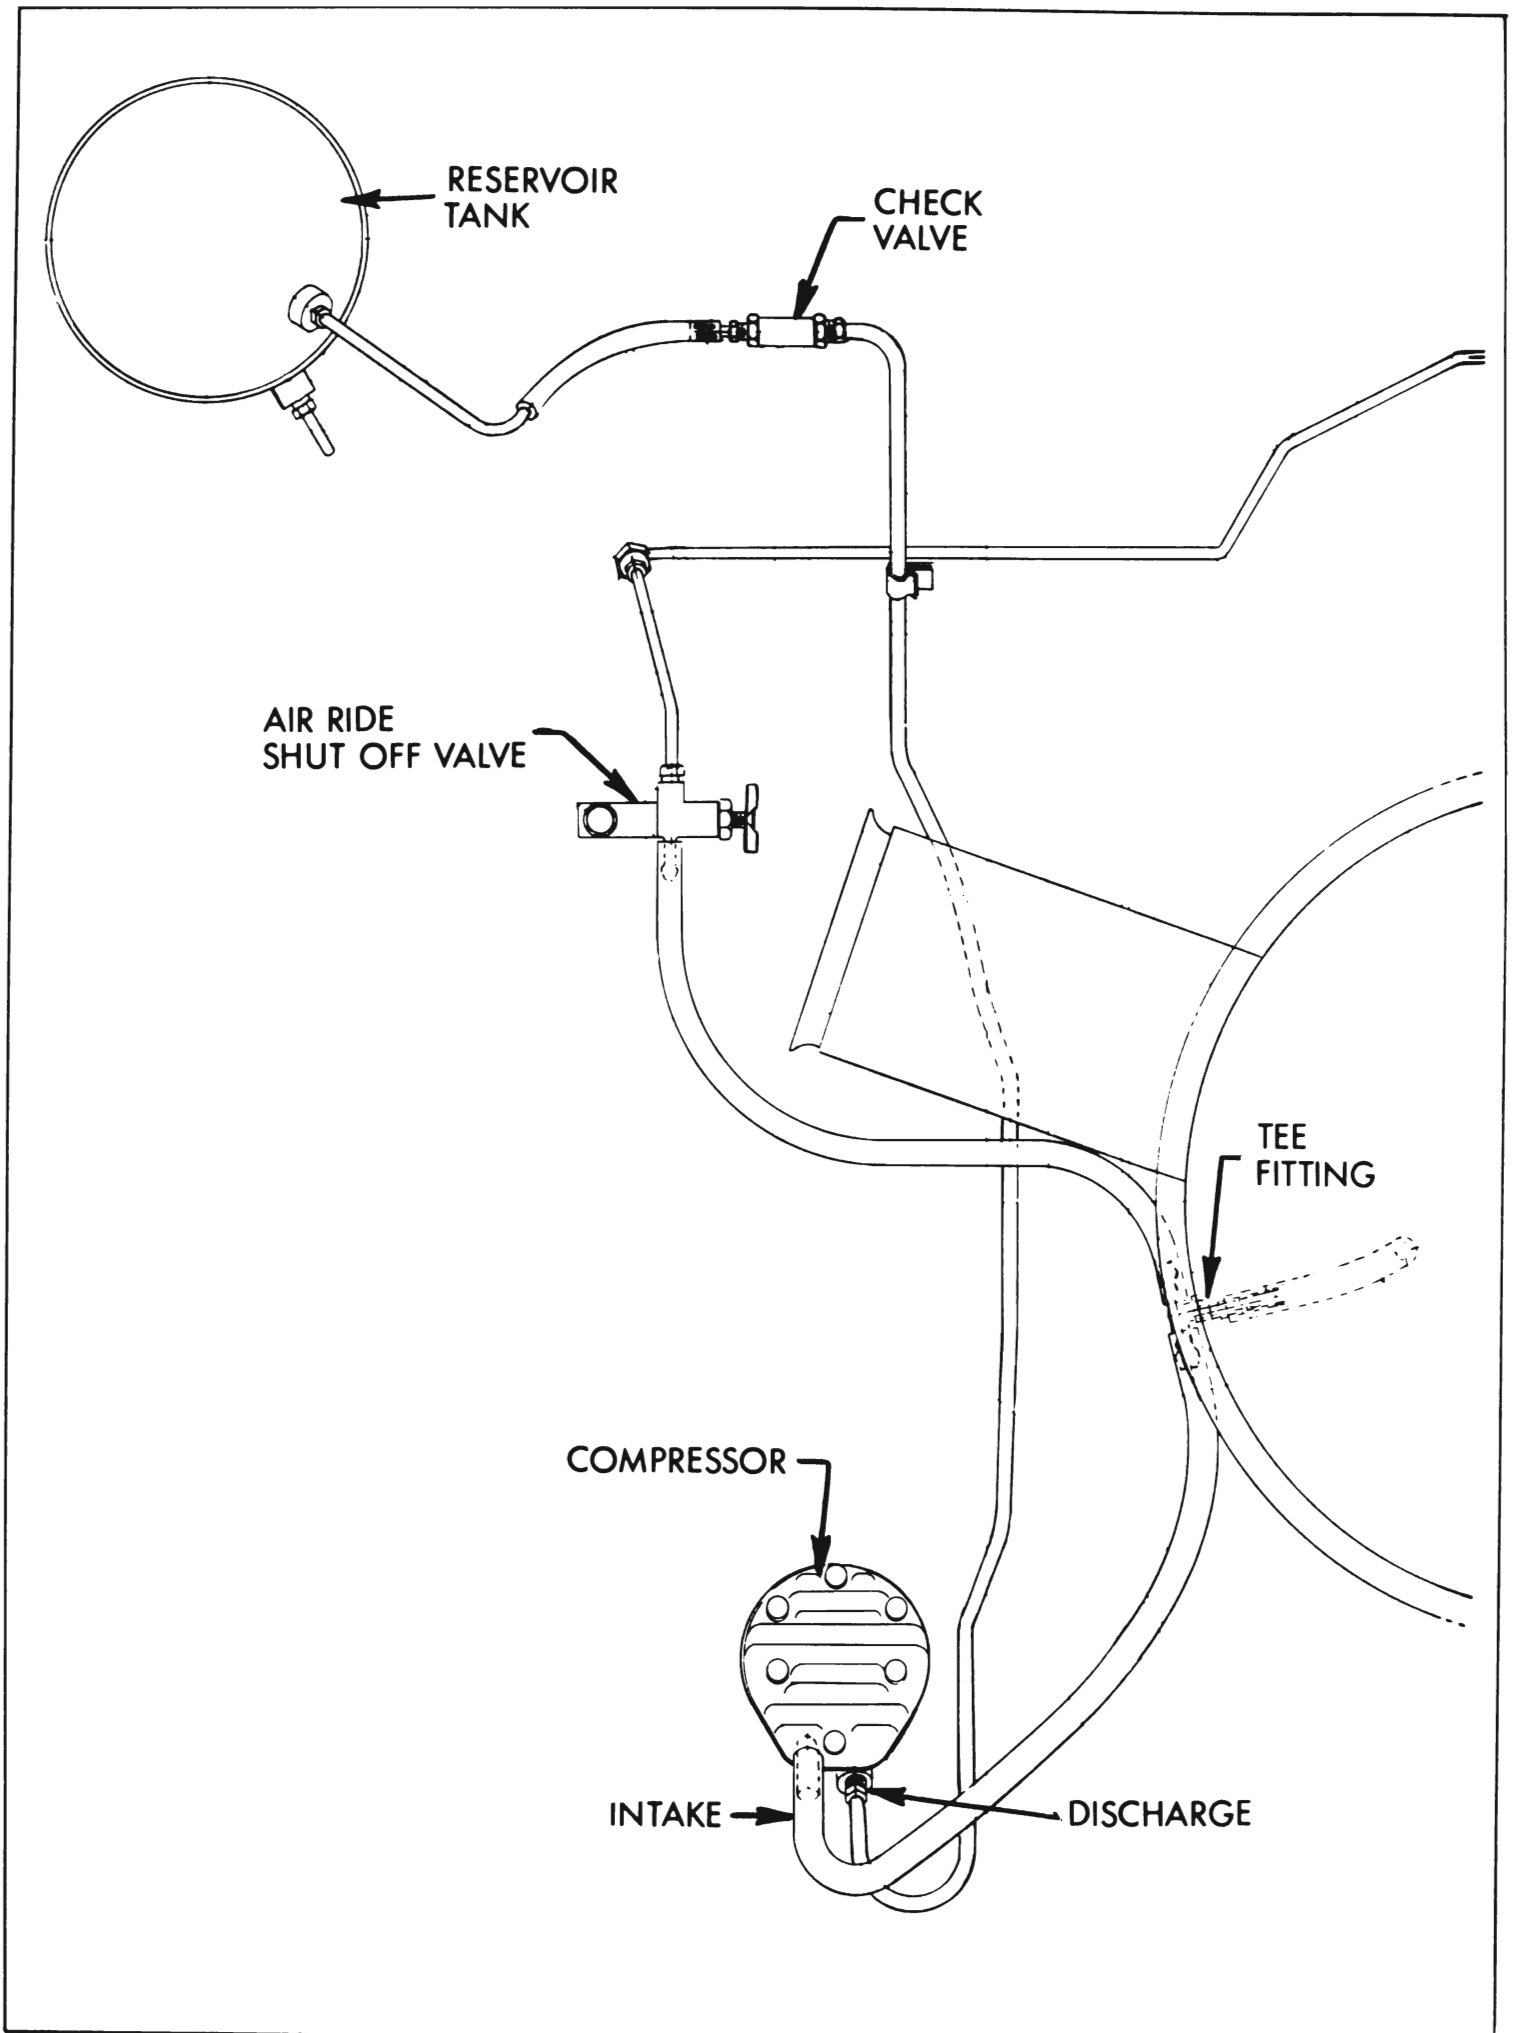 RESERVOIR
TANK
CHECK
VALVE
AIR RIDE
SHUT OFF VALVE
TEE
FITTING
COMPRESSOR
INTAKE
DISCHARGE